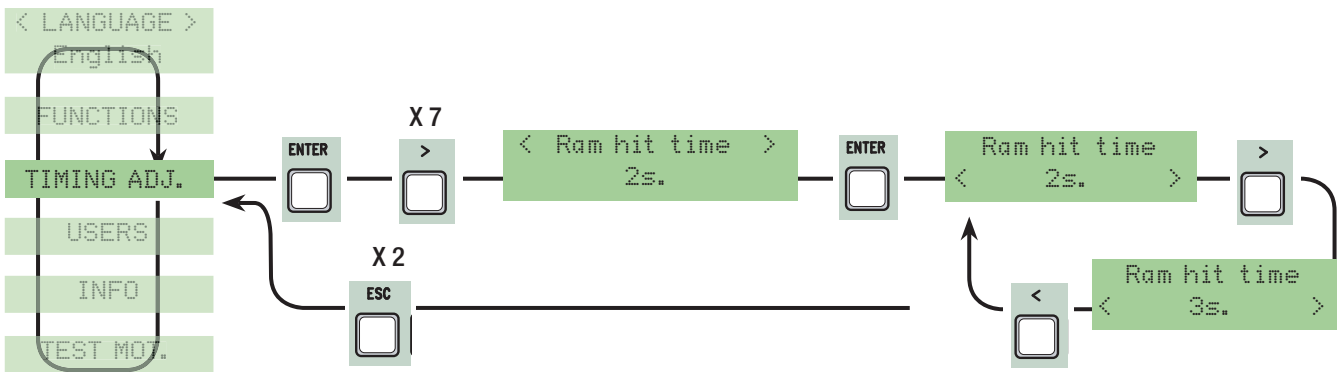 < LANGUAGE >
English
FUNCTIONS
TIMING ADJ.
USERS
INFO
TEST MOT.
ENTER
X 7
>
< Ram hit time >
2s.
ENTER
Ram hit time
< 2s. >
>
Ram hit time
< 3s. >
<
X 2
ESC